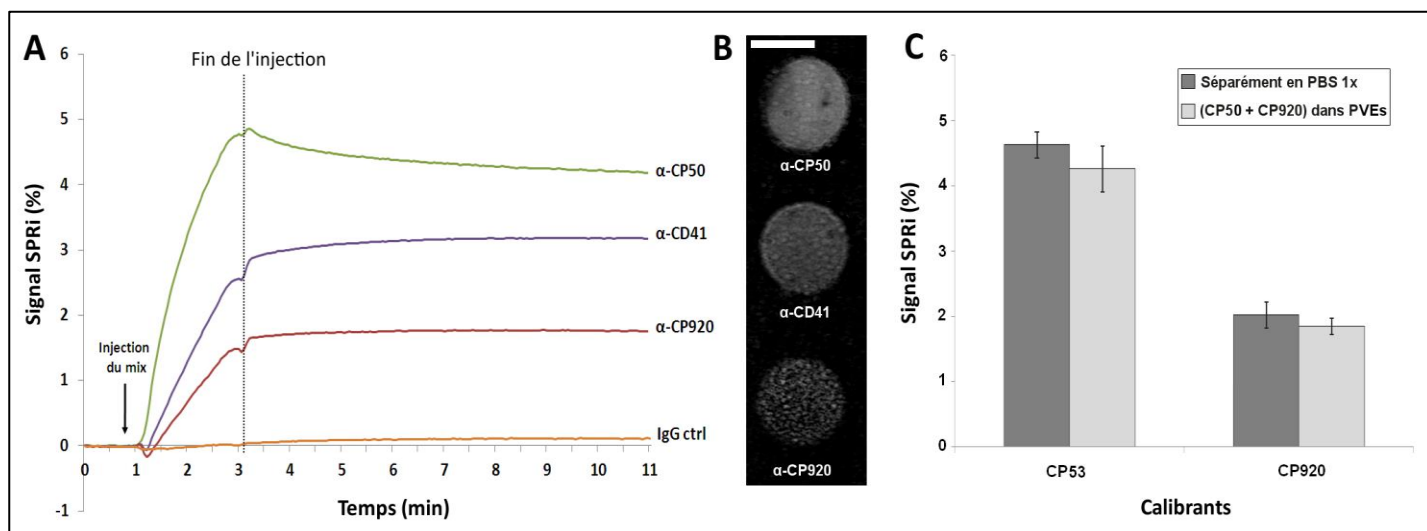 A
Signal SPRi (%)
6
5
4
3
2
1
0
-1
Fin de l'injection
Injection
du mix
α-CP50
α-CD41
α-CP920
IgG ctrl
0 1 2 3 4 5 6 7 8 9 10 11
Temps (min)
B
α-CP50
α-CD41
α-CP920
C
Signal SPRi (%)
6
5
4
3
2
1
0
Séparément en PBS 1x
(CP50 + CP920) dans PVEs
CP53 CP920
Calibrants